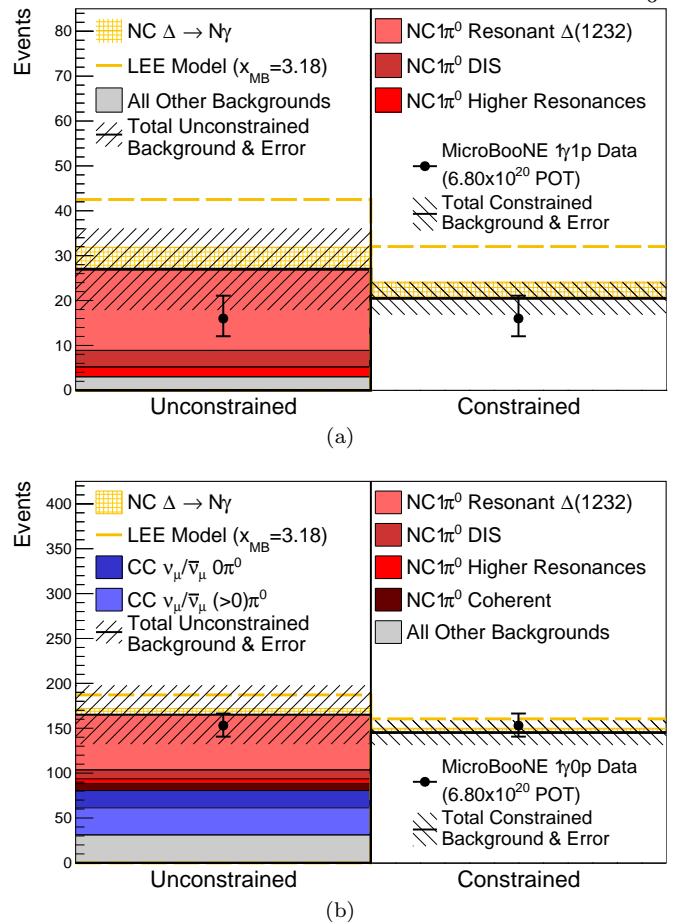 Events
80
70
60
50
40
30
20
10
0
NC Δ → Nγ
LEE Model (x_MB=3.18)
All Other Backgrounds
Total Unconstrained
Background & Error
NC1π⁰ Resonant Δ(1232)
NC1π⁰ DIS
NC1π⁰ Higher Resonances
MicroBooNE 1γ1p Data
(6.80x10²⁰ POT)
Total Constrained
Background & Error
Unconstrained
Constrained
(a)
Events
400
350
300
250
200
150
100
50
0
NC Δ → Nγ
LEE Model (x_MB=3.18)
CC ν_μ/ν̅_μ 0π⁰
CC ν_μ/ν̅_μ (>0)π⁰
Total Unconstrained
Background & Error
NC1π⁰ Resonant Δ(1232)
NC1π⁰ DIS
NC1π⁰ Higher Resonances
NC1π⁰ Coherent
All Other Backgrounds
MicroBooNE 1γ0p Data
(6.80x10²⁰ POT)
Total Constrained
Background & Error
Unconstrained
Constrained
(b)